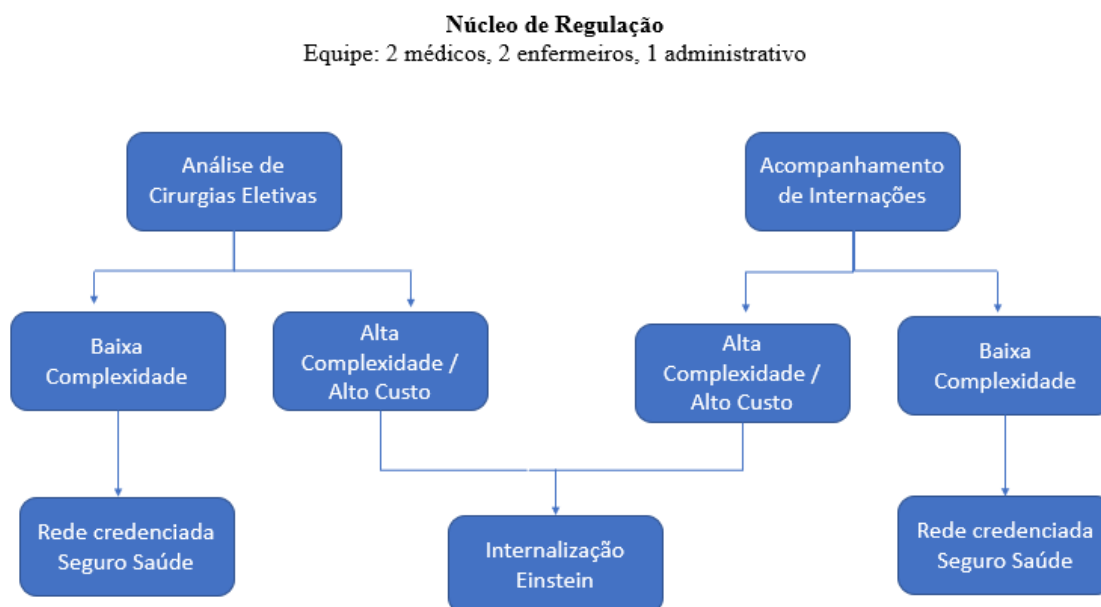 Núcleo de Regulação
Equipe: 2 médicos, 2 enfermeiros, 1 administrativo
Análise de
Cirurgias Eletivas
Acompanhamento
de Internações
Baixa
Complexidade
Alta
Complexidade /
Alto Custo
Alta
Complexidade /
Alto Custo
Baixa
Complexidade
Rede credenciada
Seguro Saúde
Internalização
Einstein
Rede credenciada
Seguro Saúde